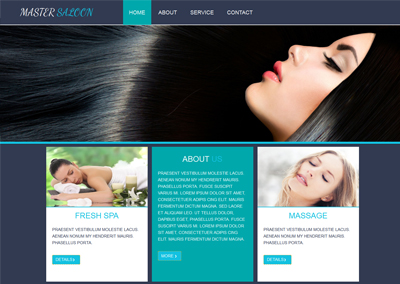 MASTER SALOON
HOME ABOUT SERVICE CONTACT
FRESH SPA
PRAESENT VESTIBULUM MOLESTIE LACUS
AENEAN NONUM MY HENDRERIT MAURIS
PHASELLUS PORTA.
DETAILS
ABOUT US
PRAESENT VESTIBULUM MOLESTIE LACUS
AENEAN NONUM MY HENDRERIT MAURIS
PHASELLUS PORTA. FUSCE SUSCIPIT
VARIUS MI. LOREM IPSUM DOLOR SIT AMET,
CONSECTETUER ADIPIS CING ELIT. MAURIS
FERMENTUM DICTUM MAGNA. SED LAOREET
ALIQUAM LEO. UT TELLUS DOLOR,
DAPIBUS EGET. PHASELLUS PORTA. FUSCE
SUSCIPIT VARIUS MI. LOREM IPSUM DOLOR
SIT AMET, CONSECTETUER ADIPIS CING
ELIT. MAURIS FERMENTUM DICTUM MAGNA.
MORE
MASSAGE
PRAESENT VESTIBULUM MOLESTIE LACUS
AENEAN NONUM MY HENDRERIT MAURIS
PHASELLUS PORTA.
DETAILS